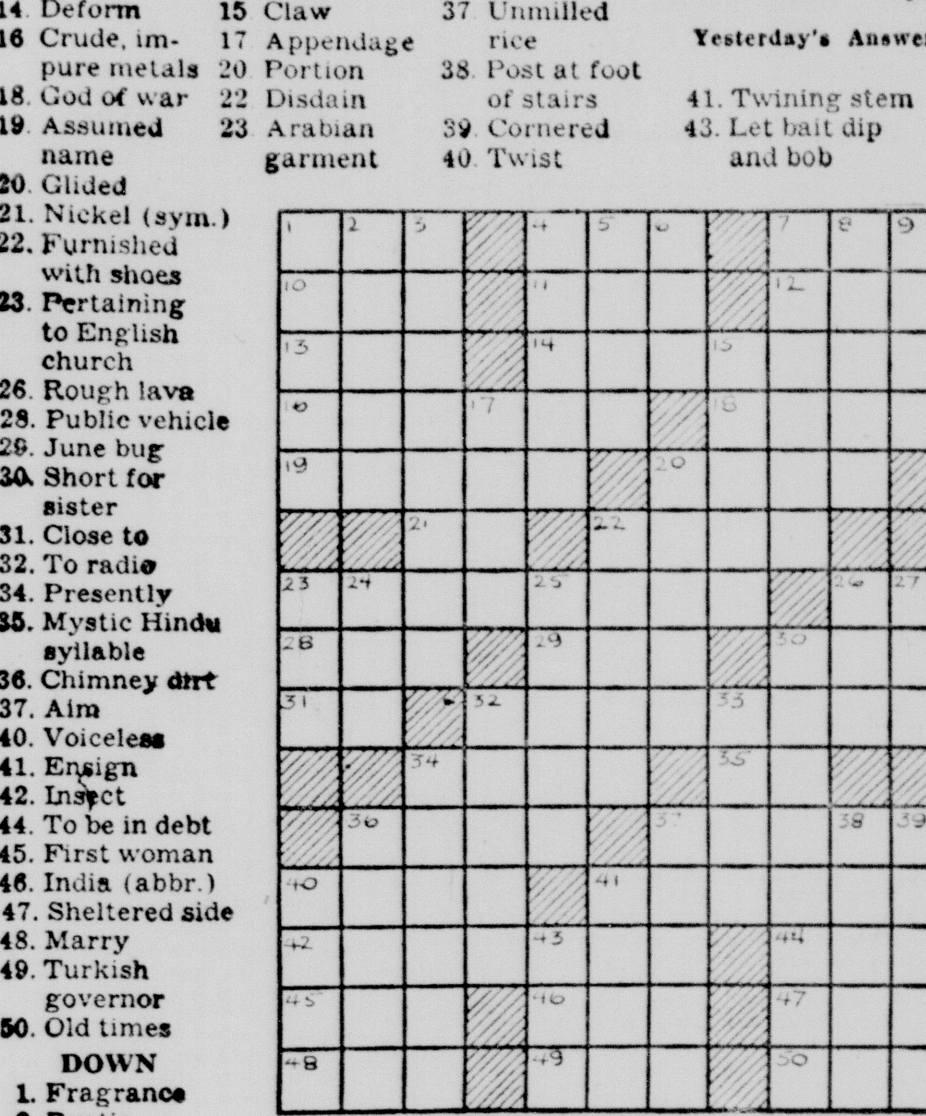 14. Deform
16 Crude, im-
pure metals
18. God of war
19. Assumed
name
20. Glided
21. Nickel (sym.)
22. Furnished
with shoes
23. Pertaining
to English
church
26. Rough lava
28. Public vehicle
29. June bug
30. Short for
sister
31. Close to
32. To radio
34. Presently
35. Mystic Hindu
syllable
36. Chimney dirt
37. Aim
40. Voiceless
41. Ensign
42. Insect
44. To be in debt
45. First woman
46. India (abbr.)
47. Sheltered side
48. Marry
49. Turkish
governor
50. Old times
DOWN
1. Fragrance
15 Claw
17 Appendage
20 Portion
22 Disdain
23 Arabian
garment
37 Unmilled
rice
38. Post at foot
of stairs
39. Cornered
40. Twist
Yesterday's
41. Twining stem
43. Let bait dip
and bob
1 2 3 4 5 6 7 8 9
10 11 12
13 14 15
16 17 18
19 20
21 22
23 24 25 26 27
28 29 30
31 32 33
34 35
36 37 38 39
40 41
42 43 44
45 46 47
48 49 50